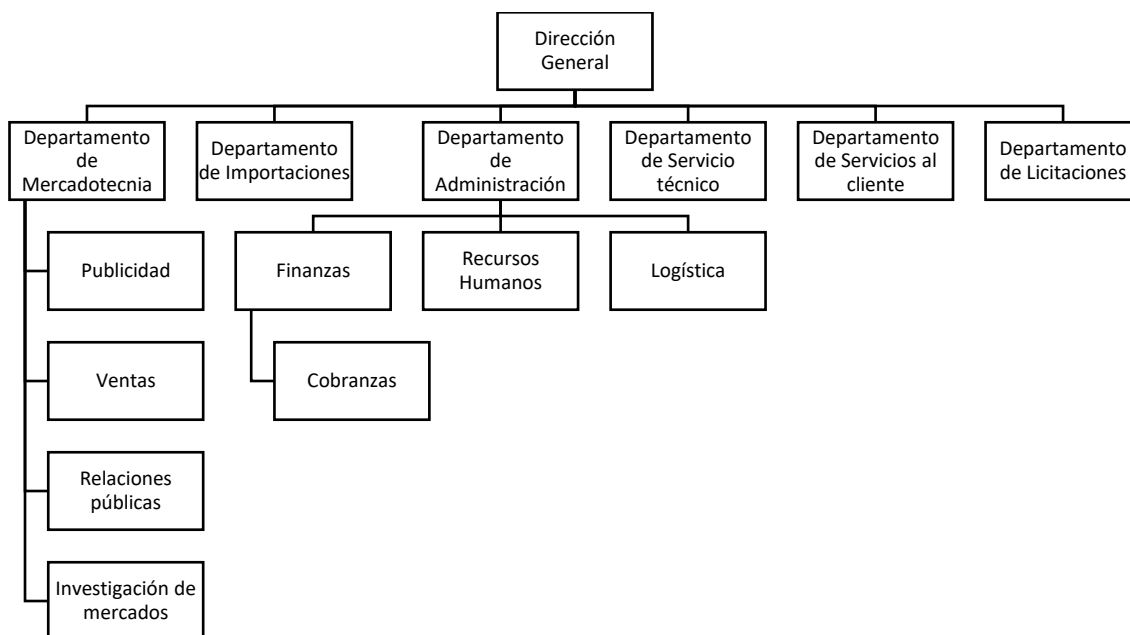 Dirección
General
Departamento
de
Mercadotecnia
Departamento
de Importaciones
Departamento
de
Administración
Departamento
de Servicio
técnico
Departamento
de Servicios al
cliente
Departamento
de Licitaciones
Publicidad
Finanzas
Recursos
Humanos
Logística
Ventas
Cobranzas
Relaciones
públicas
Investigación de
mercados